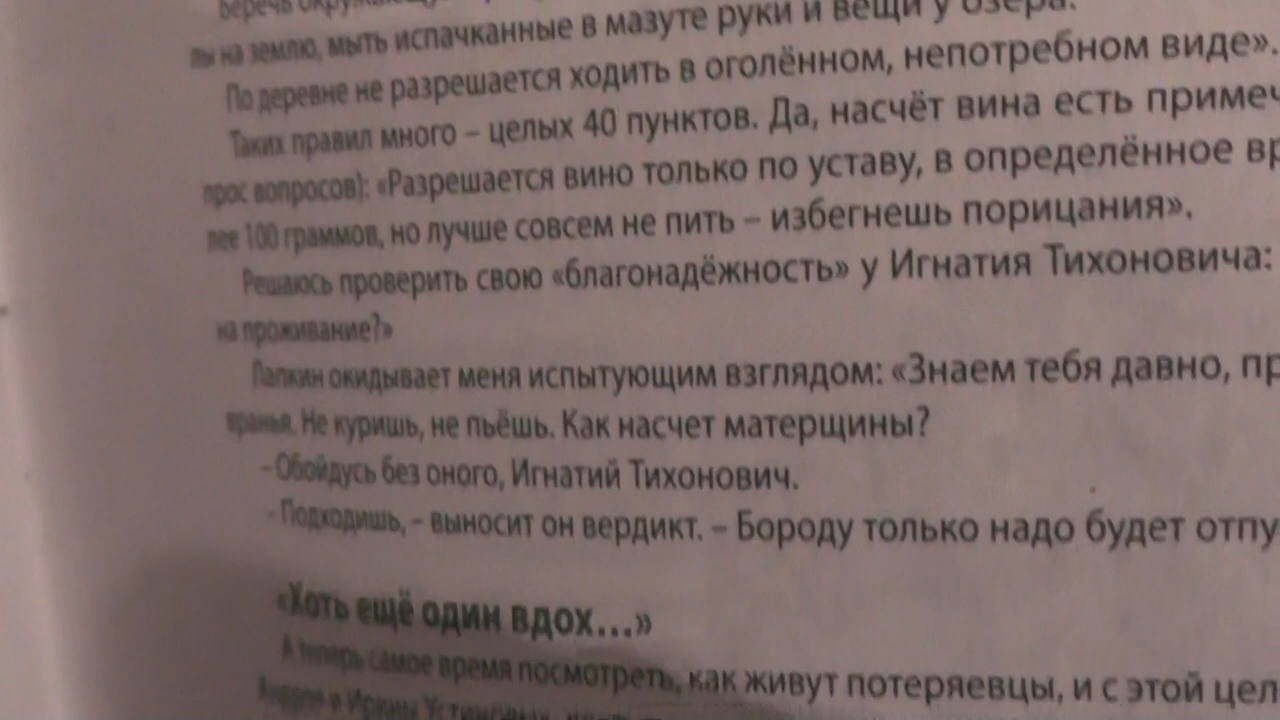 беречь окружающую
лы на землю, мыть испачканные в мазуте руки и вещи у озера.
По деревне не разрешается ходить в оголённом, непотребном виде».
Таких правил много – целых 40 пунктов. Да, насчёт вина есть примеч
прос вопросов): «Разрешается вино только по уставу, в определённое вр
лее 100 граммов, но лучше совсем не пить – избегнешь порицания».
Решаюсь проверить свою «благонадёжность» у Игнатия Тихоновича:
на проживание?»
Лапкин окидывает меня испытующим взглядом: «Знаем тебя давно, пр
вранья. Не куришь, не пьёшь. Как насчет матерщины?
– Обойдусь без оного, Игнатий Тихонович.
– Подходишь, – выносит он вердикт. – Бороду только надо будет отпу
«Хоть ещё один вдох...»
А теперь самое время посмотреть, как живут потеряевцы, и с этой цел
и Ирины Устиновых